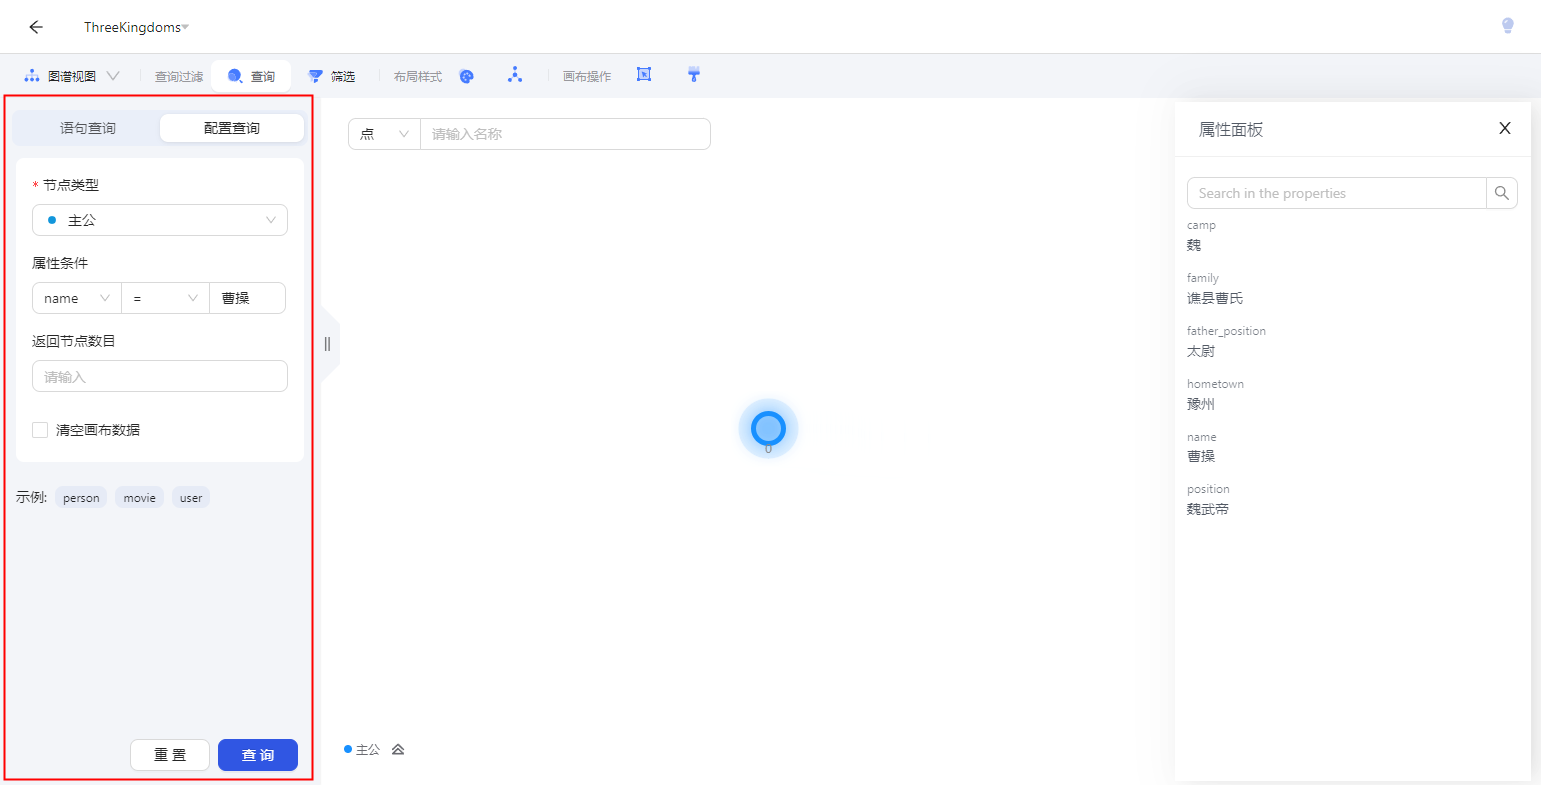 ThreeKingdoms
图谱视图
查询过滤
查询
筛选
布局样式
画布操作
语句查询
配置查询
* 节点类型
主公
属性条件
name
=
曹操
返回节点数目
请输入
清空画布数据
示例: person movie user
重 置
查 询
点
请输入名称
0
主公
属性面板
Search in the properties
camp
魏
family
谯县曹氏
father_position
太尉
hometown
豫州
name
曹操
position
魏武帝